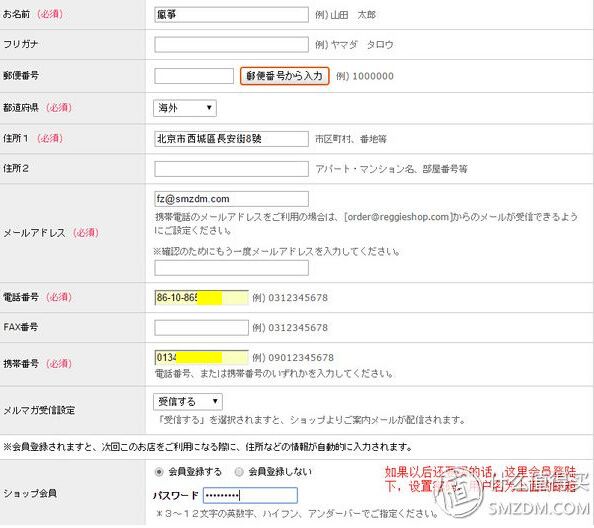 お名前 (必須) 瘋箏 例) 山田 太郎
フリガナ 例) ヤマダ タロウ
郵便番号 郵便番号から入力 例) 1000000
都道府県 (必須) 海外
住所1 (必須) 北京市西城區長安街8號 市区町村、番地等
住所2 アパート・マンション名、部屋番号等
メールアドレス (必須) fz@smzdm.com
携帯電話のメールアドレスをご利用の場合は、[order@reggieshop.com]からのメールが受信できるよう
にご設定ください。
※確認のためにもう一度メールアドレスを入力してください。
電話番号 (必須) 86-10-865 例) 0312345678
FAX番号 例) 0312345678
携帯番号 (必須) 0134 例) 09012345678
電話番号、または携帯番号のいずれかを入力してください。
メルマガ受信設定 受信する
「受信する」を選択されますと、ショップよりご案内メールが配信されます。
※会員登録されますと、次回このお店をご利用になる際に、住所などの情報が自動的に入力されます。
ショップ会員 会員登録する 会員登録しない
パスワード •••••••••
*3~12文字の英数字、ハイフン、アンダーバーでご指定ください。
如果以后还要 的话，这里会员登陆
下，设置
什么值得买
SMZDM.COM